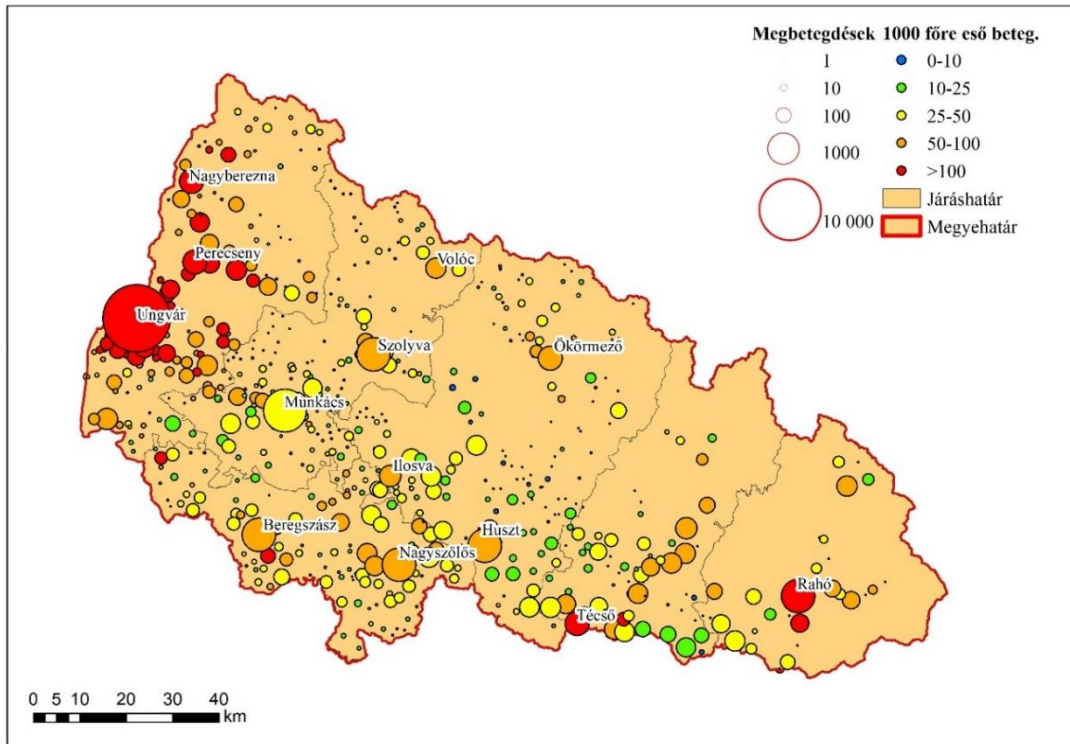 Megbetegdések 1000 főre eső beteg.
1 0-10
10 10-25
100 25-50
1000 50-100
>100
10 000 Járáshatár
Megyehatár
Nagyberezna
Perecseny
Volóc
Ungvár
Szolyva
Ökörmező
Munkács
Ilosva
Beregszász
Huszt
Nagyszőlős
Rahó
Técső
0 5 10 20 30 40
km